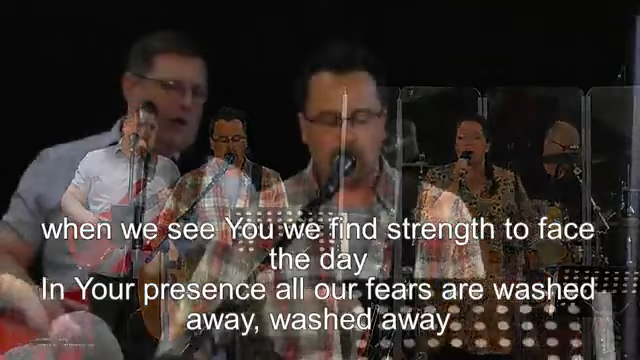 when we see You we find strength to face
the day
In Your presence all our fears are washed
away, washed away